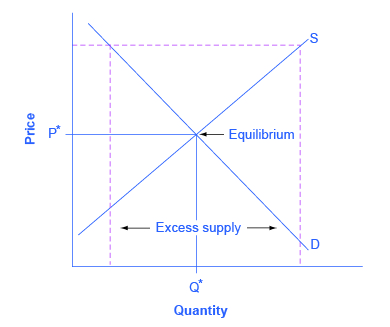 S
Price
P*
Equilibrium
Excess supply
D
Q*
Quantity